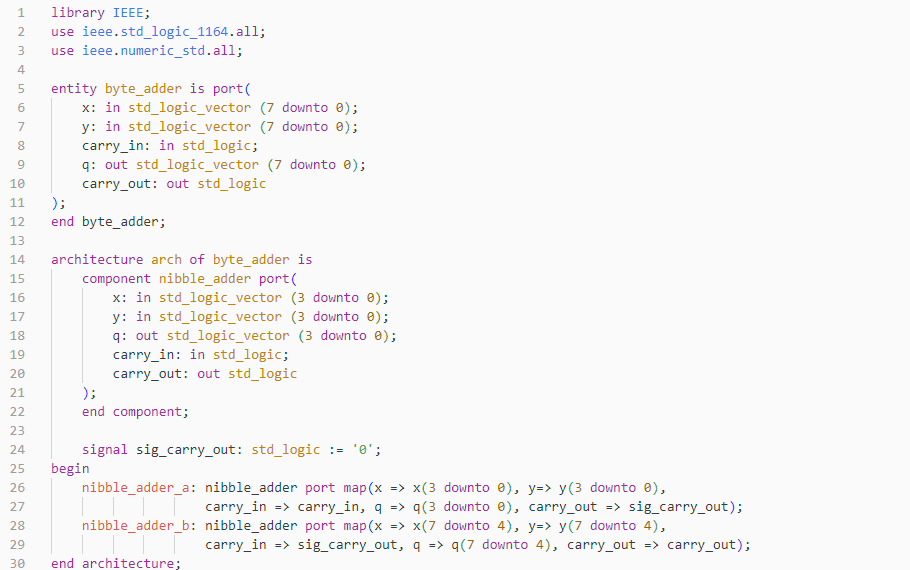 1 library IEEE;
2 use ieee.std_logic_1164.all;
3 use ieee.numeric_std.all;
4
5 entity byte_adder is port(
6     x: in std_logic_vector (7 downto 0);
7     y: in std_logic_vector (7 downto 0);
8     carry_in: in std_logic;
9     q: out std_logic_vector (7 downto 0);
10     carry_out: out std_logic
11 );
12 end byte_adder;
13
14 architecture arch of byte_adder is
15     component nibble_adder port(
16         x: in std_logic_vector (3 downto 0);
17         y: in std_logic_vector (3 downto 0);
18         q: out std_logic_vector (3 downto 0);
19         carry_in: in std_logic;
20         carry_out: out std_logic
21     );
22     end component;
23
24     signal sig_carry_out: std_logic := '0';
25 begin
26     nibble_adder_a: nibble_adder port map(x => x(3 downto 0), y=> y(3 downto 0),
27                     carry_in => carry_in, q => q(3 downto 0), carry_out => sig_carry_out);
28     nibble_adder_b: nibble_adder port map(x => x(7 downto 4), y=> y(7 downto 4),
29                     carry_in => sig_carry_out, q => q(7 downto 4), carry_out => carry_out);
30 end architecture;